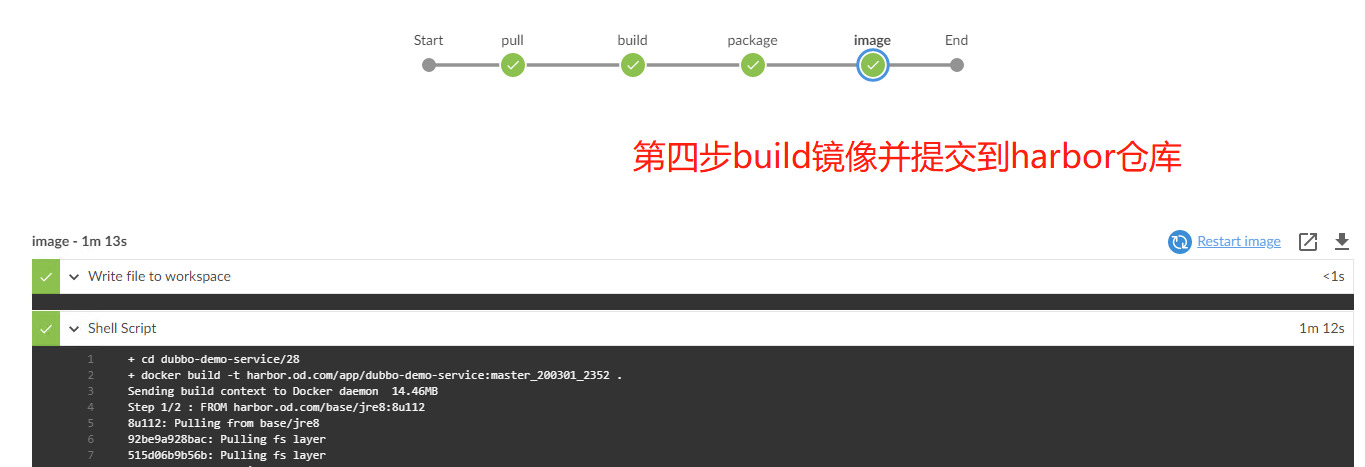 Start pull build package image End
第四步build镜像并提交到harbor仓库
image - 1m 13s Restart image
Write file to workspace <1s
Shell Script 1m 12s
1 + cd dubbo-demo-service/28
2 + docker build -t harbor.od.com/app/dubbo-demo-service:master_200301_2352 .
3 Sending build context to Docker daemon 14.46MB
4 Step 1/2 : FROM harbor.od.com/base/jre8:8u112
5 8u112: Pulling from base/jre8
6 92be9a928bac: Pulling fs layer
7 515d06b9b56b: Pulling fs layer